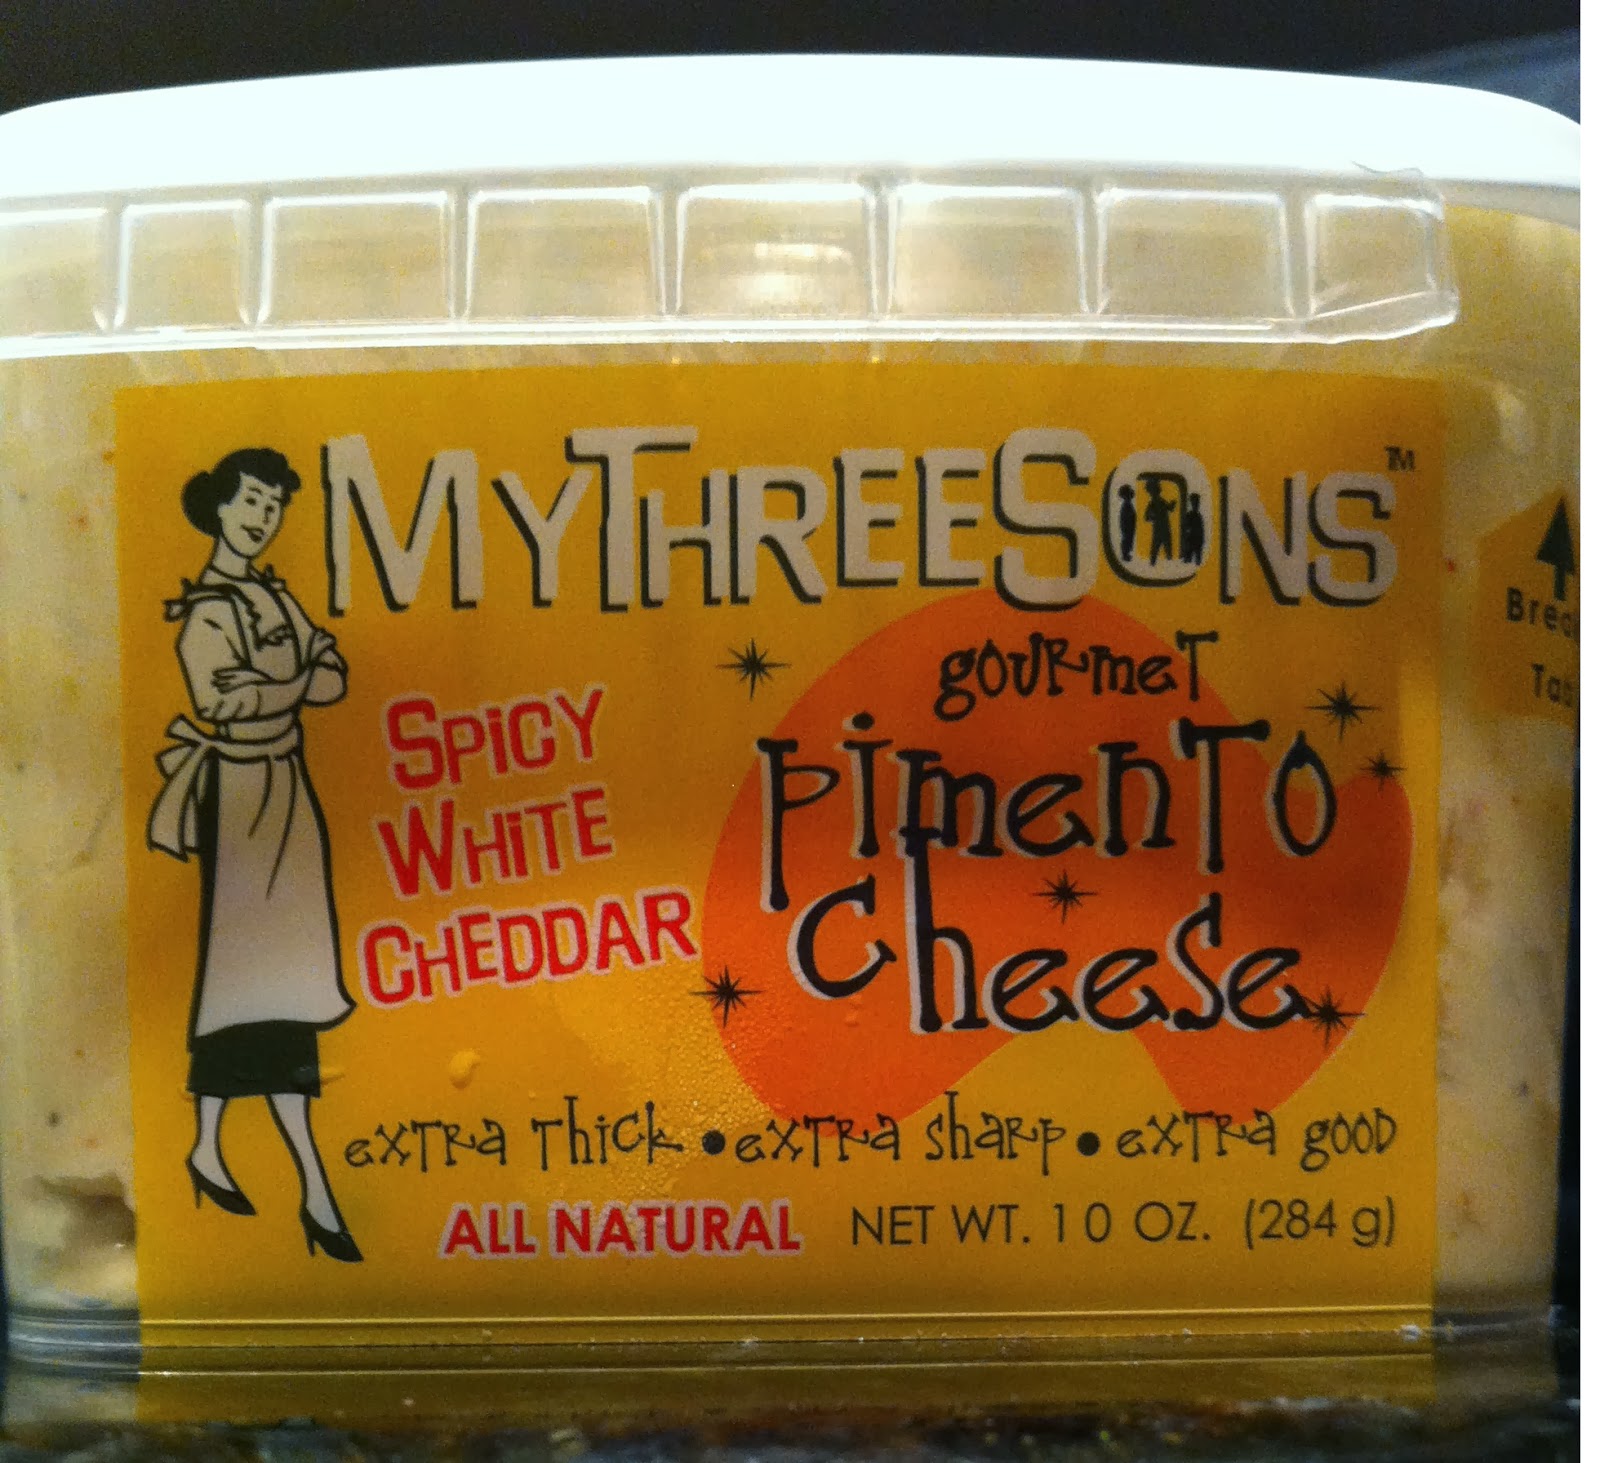 MYTHREESONS™
gourmet
pimento
cheese
SPiCY
WHiTE
CHEDDAR
extra thick • extra sharp • extra good
ALL NATURAL NET WT. 10 OZ. (284 g)